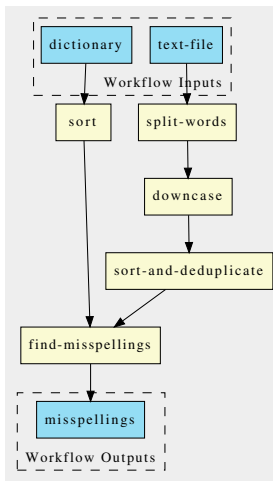 dictionary
text-file
Workflow Inputs
sort
split-words
downcase
sort-and-deduplicate
find-misspellings
misspellings
Workflow Outputs